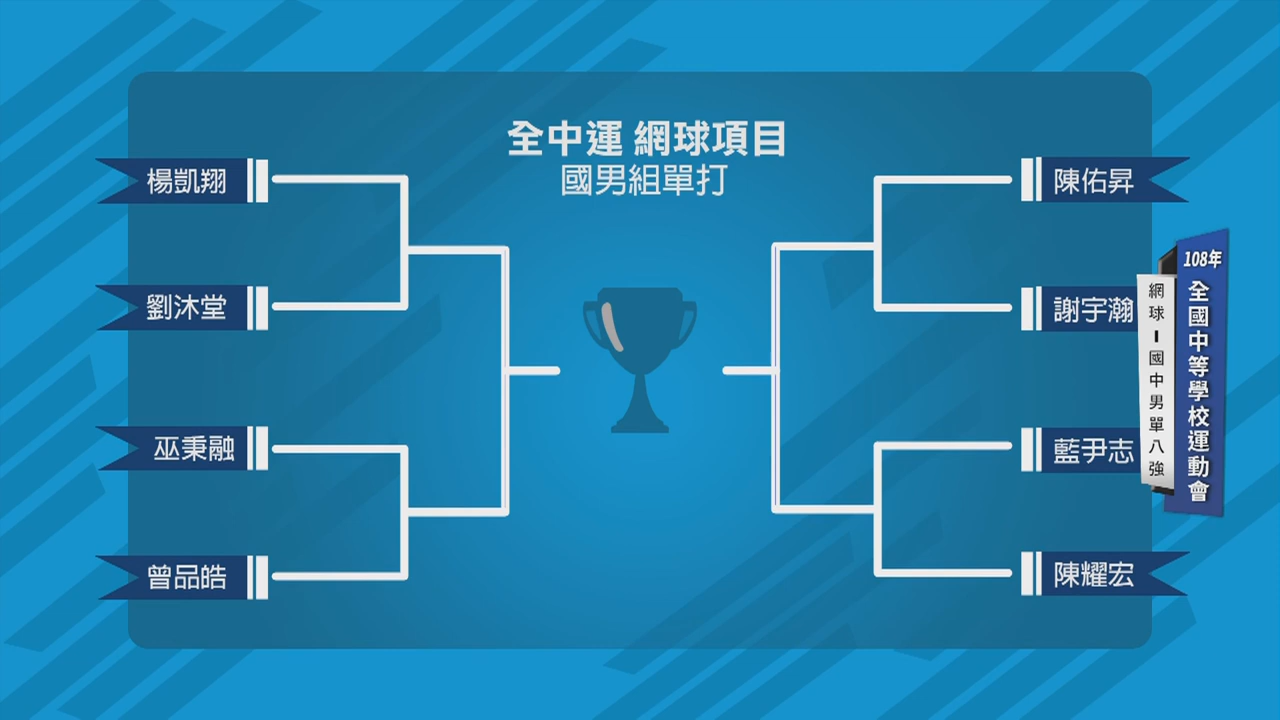 全中運 網球項目
國男組單打
楊凱翔
劉沐堂
巫秉融
曾品皓
陳佑昇
謝宇瀚
藍尹志
陳耀宏
108年全國中等學校運動會
網球-國中男單八強